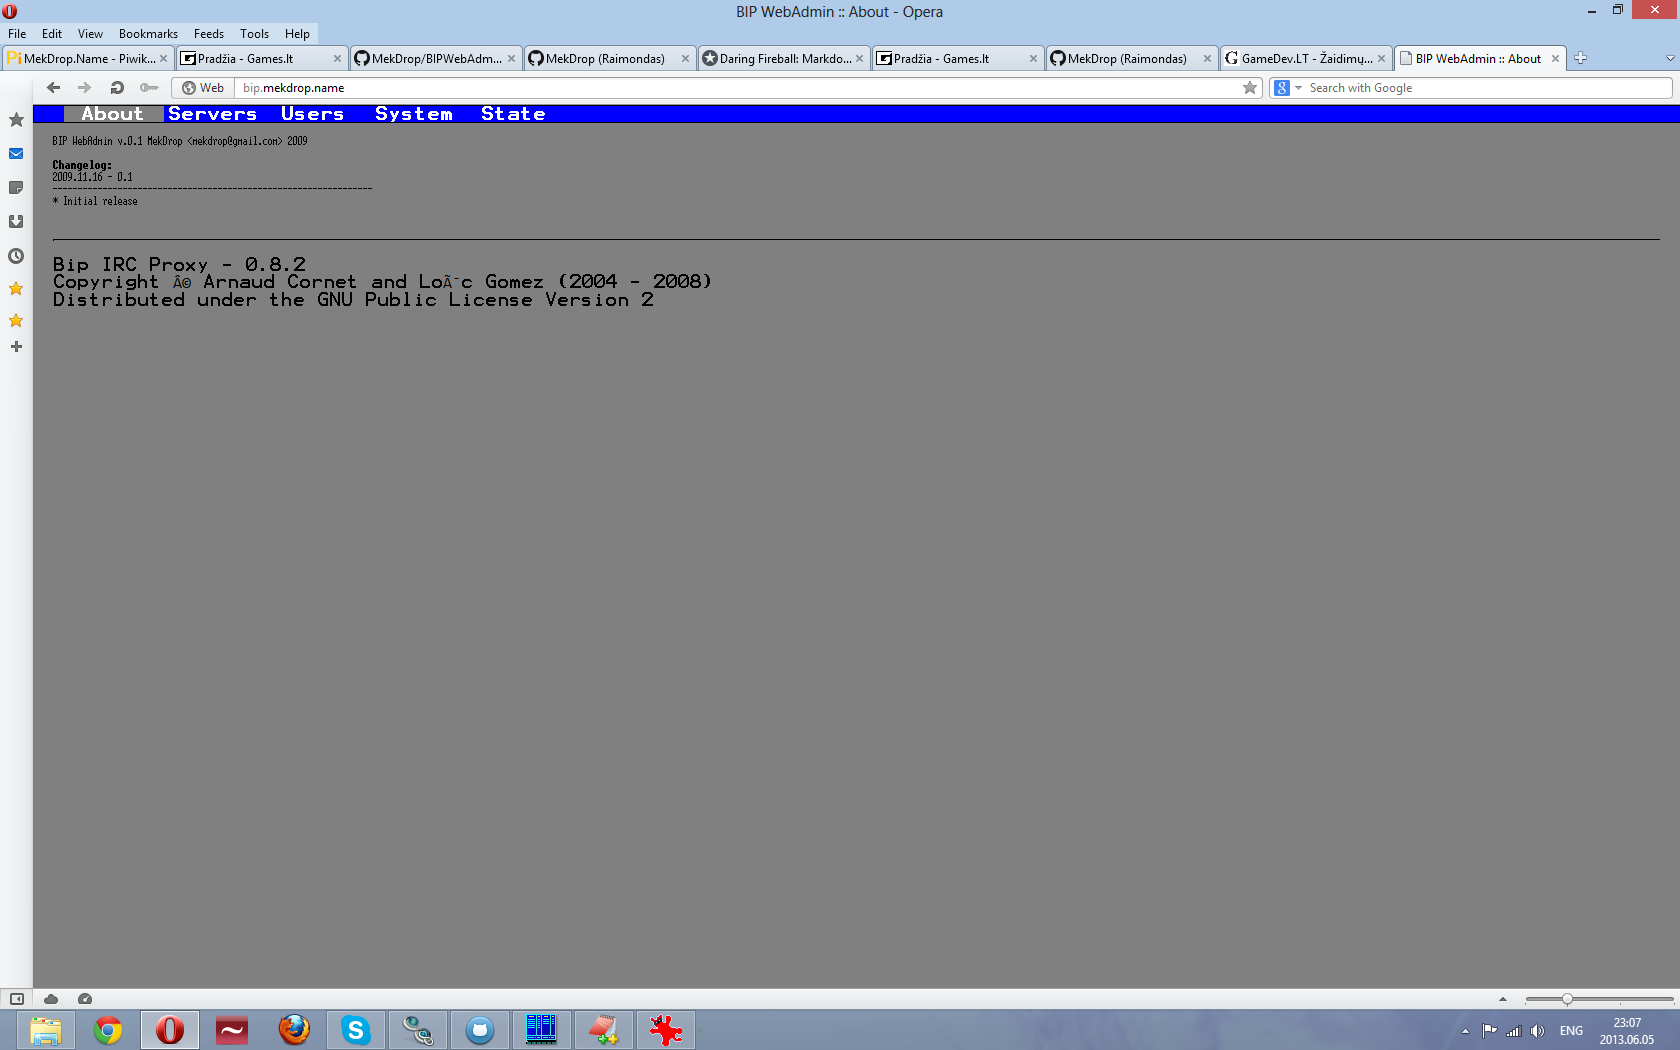 BIP WebAdmin :: About - Opera
File Edit View Bookmarks Feeds Tools Help
MekDrop.Name - Piwik... Pradžia - Games.lt MekDrop/BIPWebAdm... MekDrop (Raimondas) Daring Fireball: Markdo... Pradžia - Games.lt MekDrop (Raimondas) GameDev.LT - Žaidimų... BIP WebAdmin :: About
Web bip.mekdrop.name Search with Google
About Servers Users System State
BIP WebAdmin v.0.1 MekDrop <mekdrop@gmail.com> 2009
Changelog:
2009.11.16 - 0.1
----------------------------------------------------------------
* Initial release
Bip IRC Proxy - 0.8.2
Copyright Â© Arnaud Cornet and LoÃ¯c Gomez (2004 - 2008)
Distributed under the GNU Public License Version 2
ENG
23:07
2013.06.05